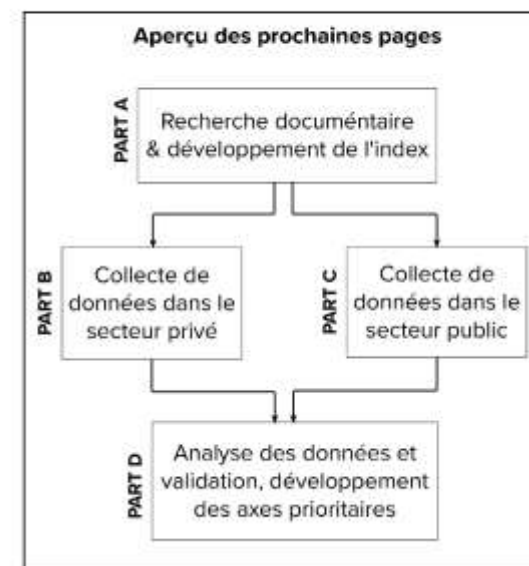 Aperçu des prochaines pages
PART A
Recherche documéntaire
& développement de l'index
PART B
Collecte de
données dans le
secteur privé
PART C
Collecte de
données dans le
secteur public
PART D
Analyse des données et
validation, développement
des axes prioritaires